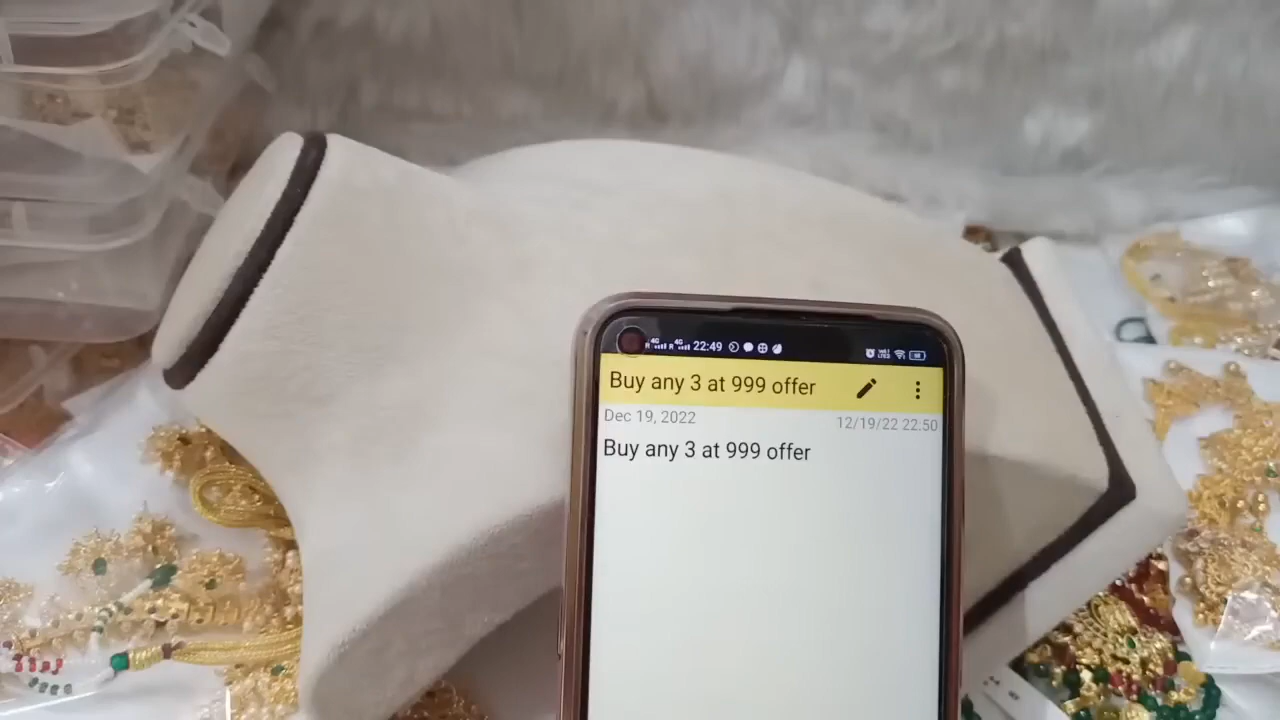 22:49
Buy any 3 at 999 offer
Dec 19, 2022
12/19/22 22:50
Buy any 3 at 999 offer